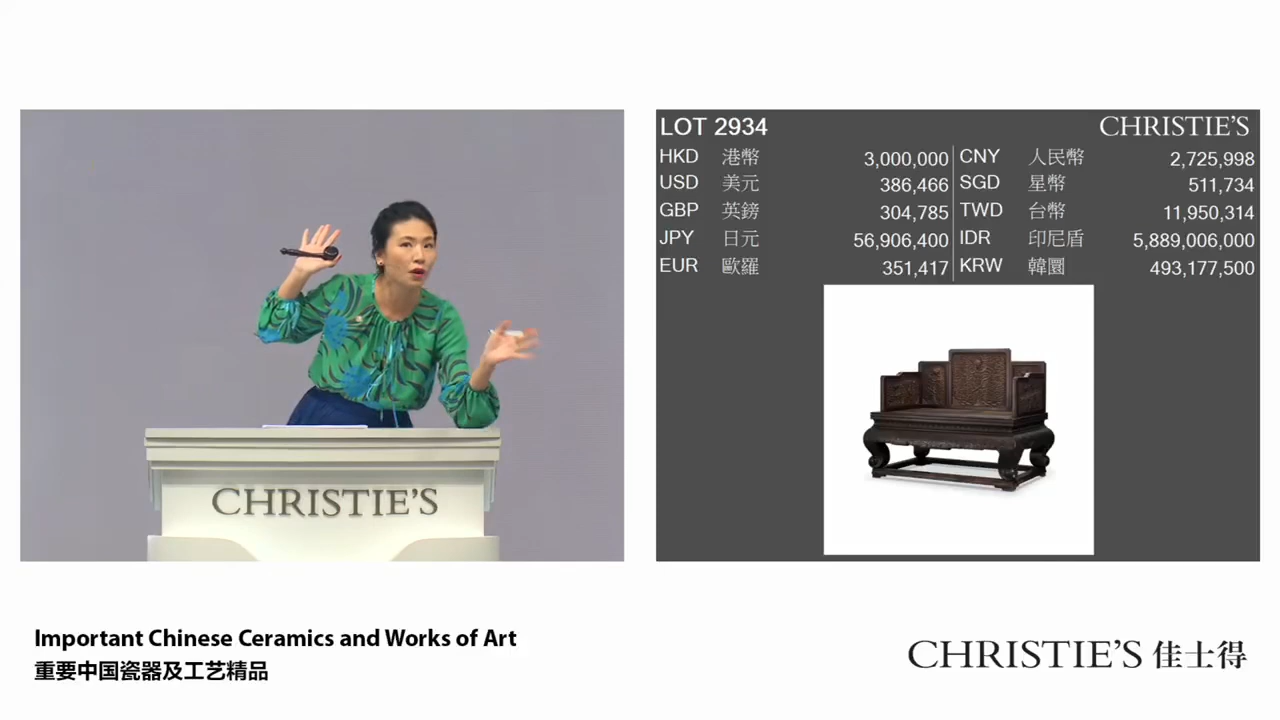 CHRISTIE'S
LOT 2934 CHRISTIE'S
HKD 港幣 3,000,000 CNY 人民幣 2,725,998
USD 美元 386,466 SGD 星幣 511,734
GBP 英鎊 304,785 TWD 台幣 11,950,314
JPY 日元 56,906,400 IDR 印尼盾 5,889,006,000
EUR 歐羅 351,417 KRW 韓圜 493,177,500
Important Chinese Ceramics and Works of Art
重要中国瓷器及工艺精品
CHRISTIE'S 佳士得